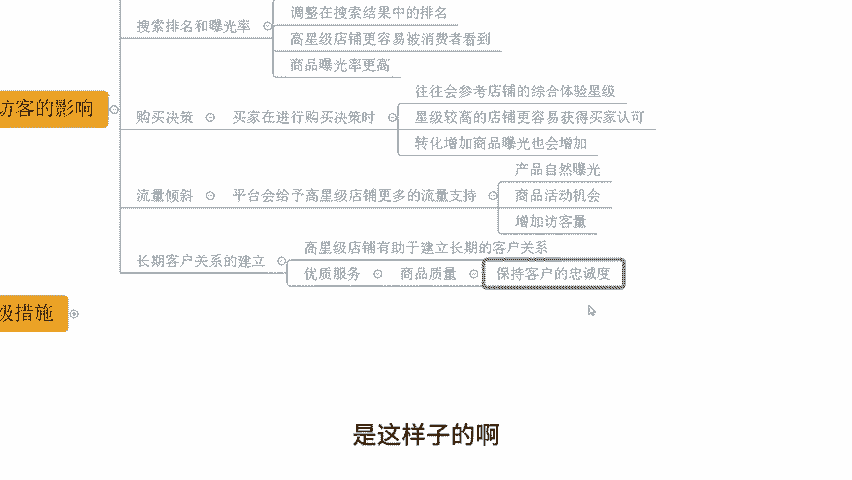 调整在搜索结果中的排名
搜索排名和曝光率
高星级店铺更容易被消费者看到
商品曝光率更高
访客的影响
往往会参考店铺的综合体验星级
购买决策
买家在进行购买决策时
星级较高的店铺更容易获得买家认可
转化增加商品曝光也会增加
产品自然曝光
流量倾斜
平台会给予高星级店铺更多的流量支持
商品活动机会
增加访客量
高星级店铺有助于建立长期的客户关系
长期客户关系的建立
优质服务
商品质量
保持客户的忠诚度
级措施
是这样子的啊